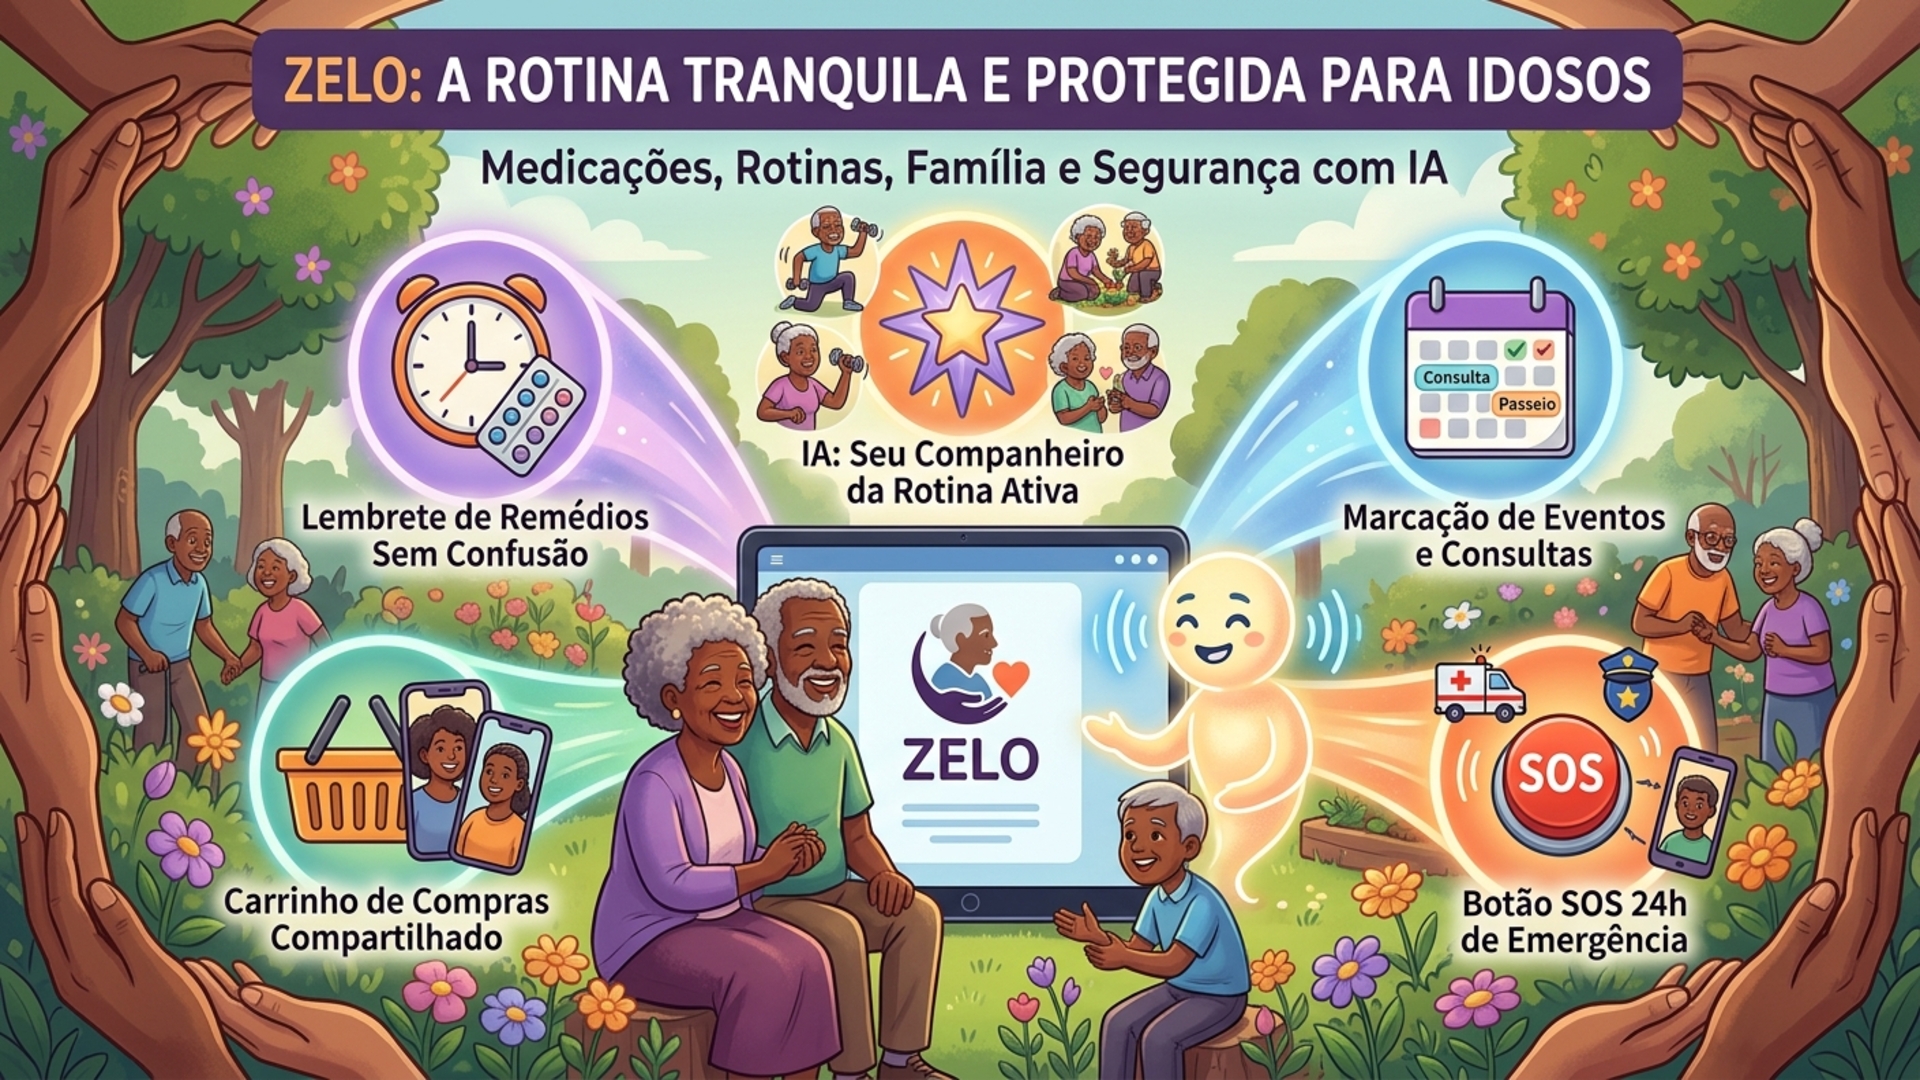 ZELO: A ROTINA TRANQUILA E PROTEGIDA PARA IDOSOS
Medicações, Rotinas, Família e Segurança com IA
IA: Seu Companheiro
da Rotina Ativa
Lembrete de Remédios
Sem Confusão
Consulta
Passeio
Marcação de Eventos
e Consultas
ZELO
Carrinho de Compras
Compartilhado
SOS
Botão SOS 24h
de Emergência